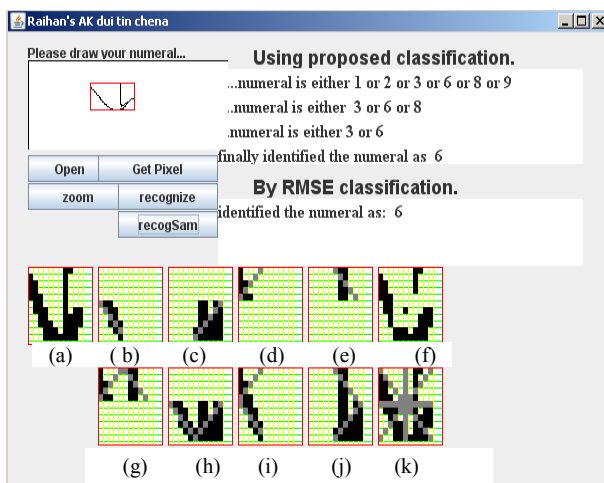 Raihan's AK dui tin chena
Please draw your numeral...
Using proposed classification.
...numeral is either 1 or 2 or 3 or 6 or 8 or 9
...numeral is either 3 or 6 or 8
.numeral is either 3 or 6
finally identified the numeral as 6
Open Get Pixel
zoom recognize
recogSam
By RMSE classification.
identified the numeral as: 6
(a) ( b) (c) (d) (e) (f)
(g) (h) (i) (j) (k)